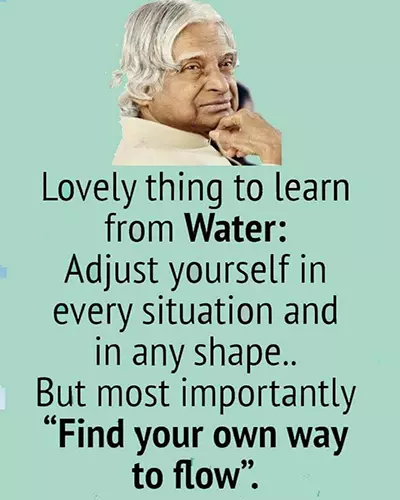 Lovely thing to learn
from Water:
Adjust yourself in
every situation and
in any shape..
But most importantly
“Find your own way
to flow”.